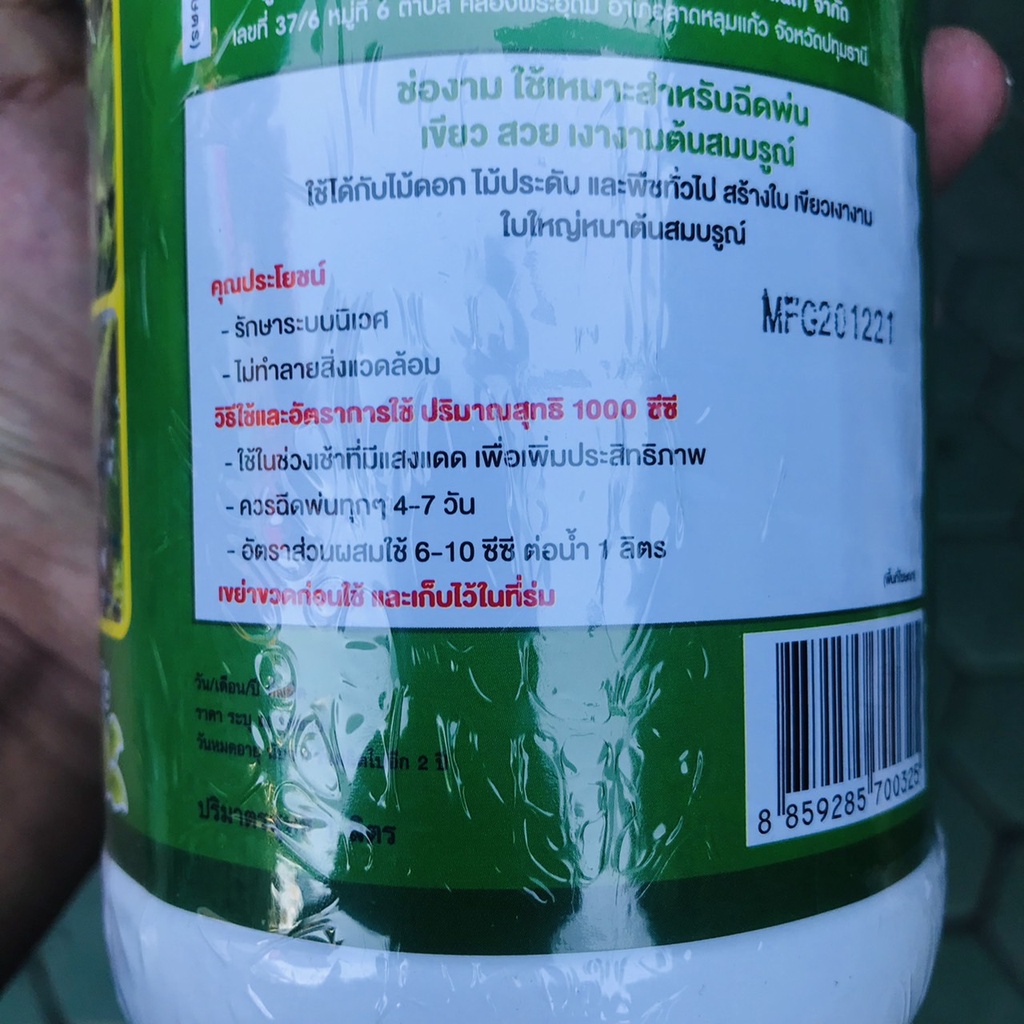 จำกัด
เลขที่ 37/6 หมู่ที่ 6 ตำบล คลองพระอุดม อำเภอลาดหลุมแก้ว จังหวัดปทุมธานี
ช่องาม ใช้เหมาะสำหรับฉีดพ่น
เขียว สวย เงางามต้นสมบรูณ์
ใช้ได้กับไม้ดอก ไม้ประดับ และพืชทั่วไป สร้างใบ เขียวเงางาม
ใบใหญ่หนาต้นสมบรูณ์
คุณประโยชน์
- รักษาระบบนิเวศ
- ไม่ทำลายสิ่งแวดล้อม
MFG201221
วิธีใช้และอัตราการใช้ ปริมาณสุทธิ 1000 ซีซี
- ใช้ในช่วงเช้าที่มีแสงแดด เพื่อเพิ่มประสิทธิภาพ
- ควรฉีดพ่นทุกๆ 4-7 วัน
- อัตราส่วนผสมใช้ 6-10 ซีซี ต่อน้ำ 1 ลิตร
เขย่าขวดก่อนใช้ และเก็บไว้ในที่ร่ม
วัน/เดือน/ปี
ราคา ระบุ
วันหมดอายุ อีก 2 ปี
8 859285 700325